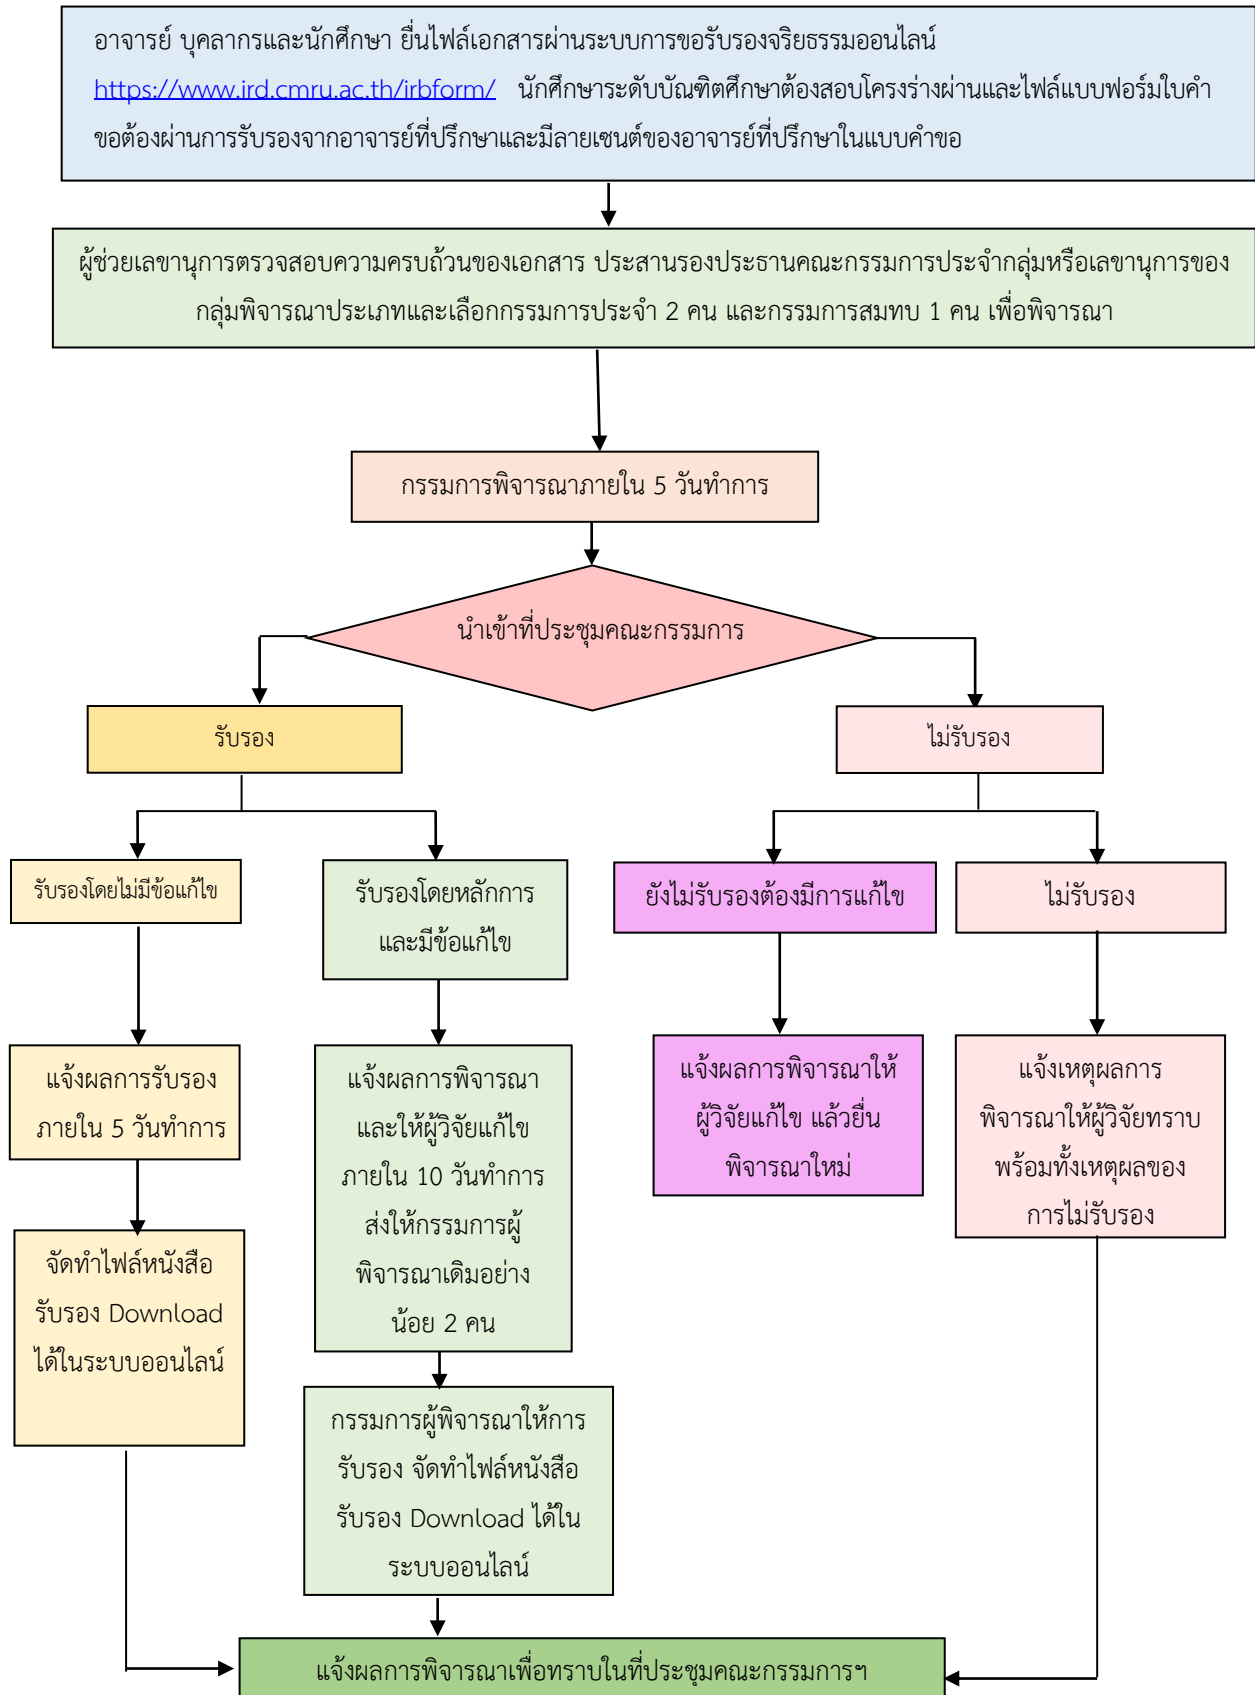 อาจารย์ บุคลากรและนักศึกษา ยื่นไฟล์เอกสารผ่านระบบการขอรับรองจริยธรรมออนไลน์
https://www.ird.cmru.ac.th/irbform/ นักศึกษาระดับบัณฑิตศึกษาต้องสอบโครงร่างผ่านและไฟล์แบบฟอร์มใบคำ
ขอต้องผ่านการรับรองจากอาจารย์ที่ปรึกษาและมีลายเซนต์ของอาจารย์ที่ปรึกษาในแบบคำขอ
ผู้ช่วยเลขานุการตรวจสอบความครบถ้วนของเอกสาร ประสานรองประธานคณะกรรมการประจำกลุ่มหรือเลขานุการของ
กลุ่มพิจารณาประเภทและเลือกกรรมการประจำ 2 คน และกรรมการสมทบ 1 คน เพื่อพิจารณา
กรรมการพิจารณาภายใน 5 วันทำการ
นำเข้าที่ประชุมคณะกรรมการ
รับรอง
ไม่รับรอง
รับรองโดยไม่มีข้อแก้ไข
รับรองโดยหลักการ
และมีข้อแก้ไข
ยังไม่รับรองต้องมีการแก้ไข
ไม่รับรอง
แจ้งผลการรับรอง
ภายใน 5 วันทำการ
แจ้งผลการพิจารณา
และให้ผู้วิจัยแก้ไข
ภายใน 10 วันทำการ
ส่งให้กรรมการผู้
พิจารณาเดิมอย่าง
น้อย 2 คน
แจ้งผลการพิจารณาให้
ผู้วิจัยแก้ไข แล้วยื่น
พิจารณาใหม่
แจ้งเหตุผลการ
พิจารณาให้ผู้วิจัยทราบ
พร้อมทั้งเหตุผลของ
การไม่รับรอง
จัดทำไฟล์หนังสือ
รับรอง Download
ได้ในระบบออนไลน์
กรรมการผู้พิจารณาให้การ
รับรอง จัดทำไฟล์หนังสือ
รับรอง Download ได้ใน
ระบบออนไลน์
แจ้งผลการพิจารณาเพื่อทราบในที่ประชุมคณะกรรมการฯ